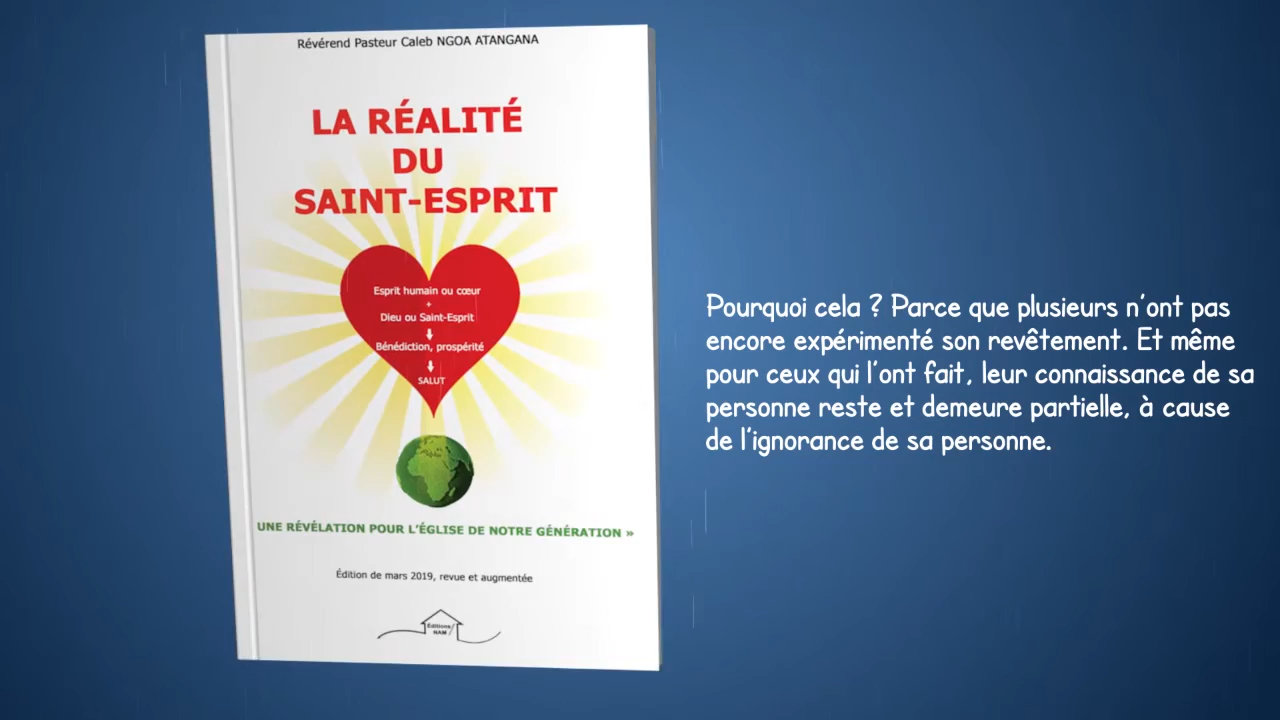 Révérend Pasteur Caleb NGOA ATANGANA
LA RÉALITÉ
DU
SAINT-ESPRIT
Esprit humain ou cœur
+
Dieu ou Saint-Esprit
Bénédiction, prospérité
SALUT
UNE RÉVÉLATION POUR L'ÉGLISE DE NOTRE GÉNÉRATION »
Édition de mars 2019, revue et augmentée
Éditions
NAM
Pourquoi cela ? Parce que plusieurs n'ont pas
encore expérimenté son revêtement. Et même
pour ceux qui l'ont fait, leur connaissance de sa
personne reste et demeure partielle, à cause
de l'ignorance de sa personne.